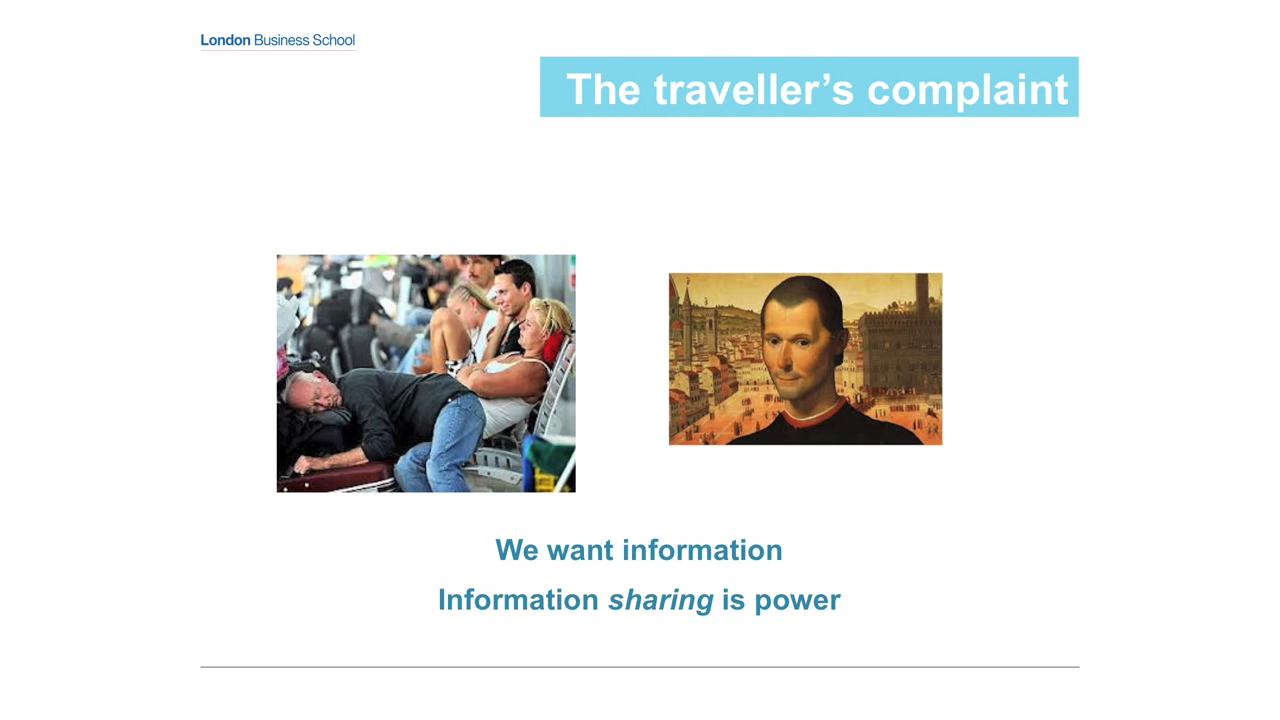 London Business School
The traveller’s complaint
We want information
Information sharing is power